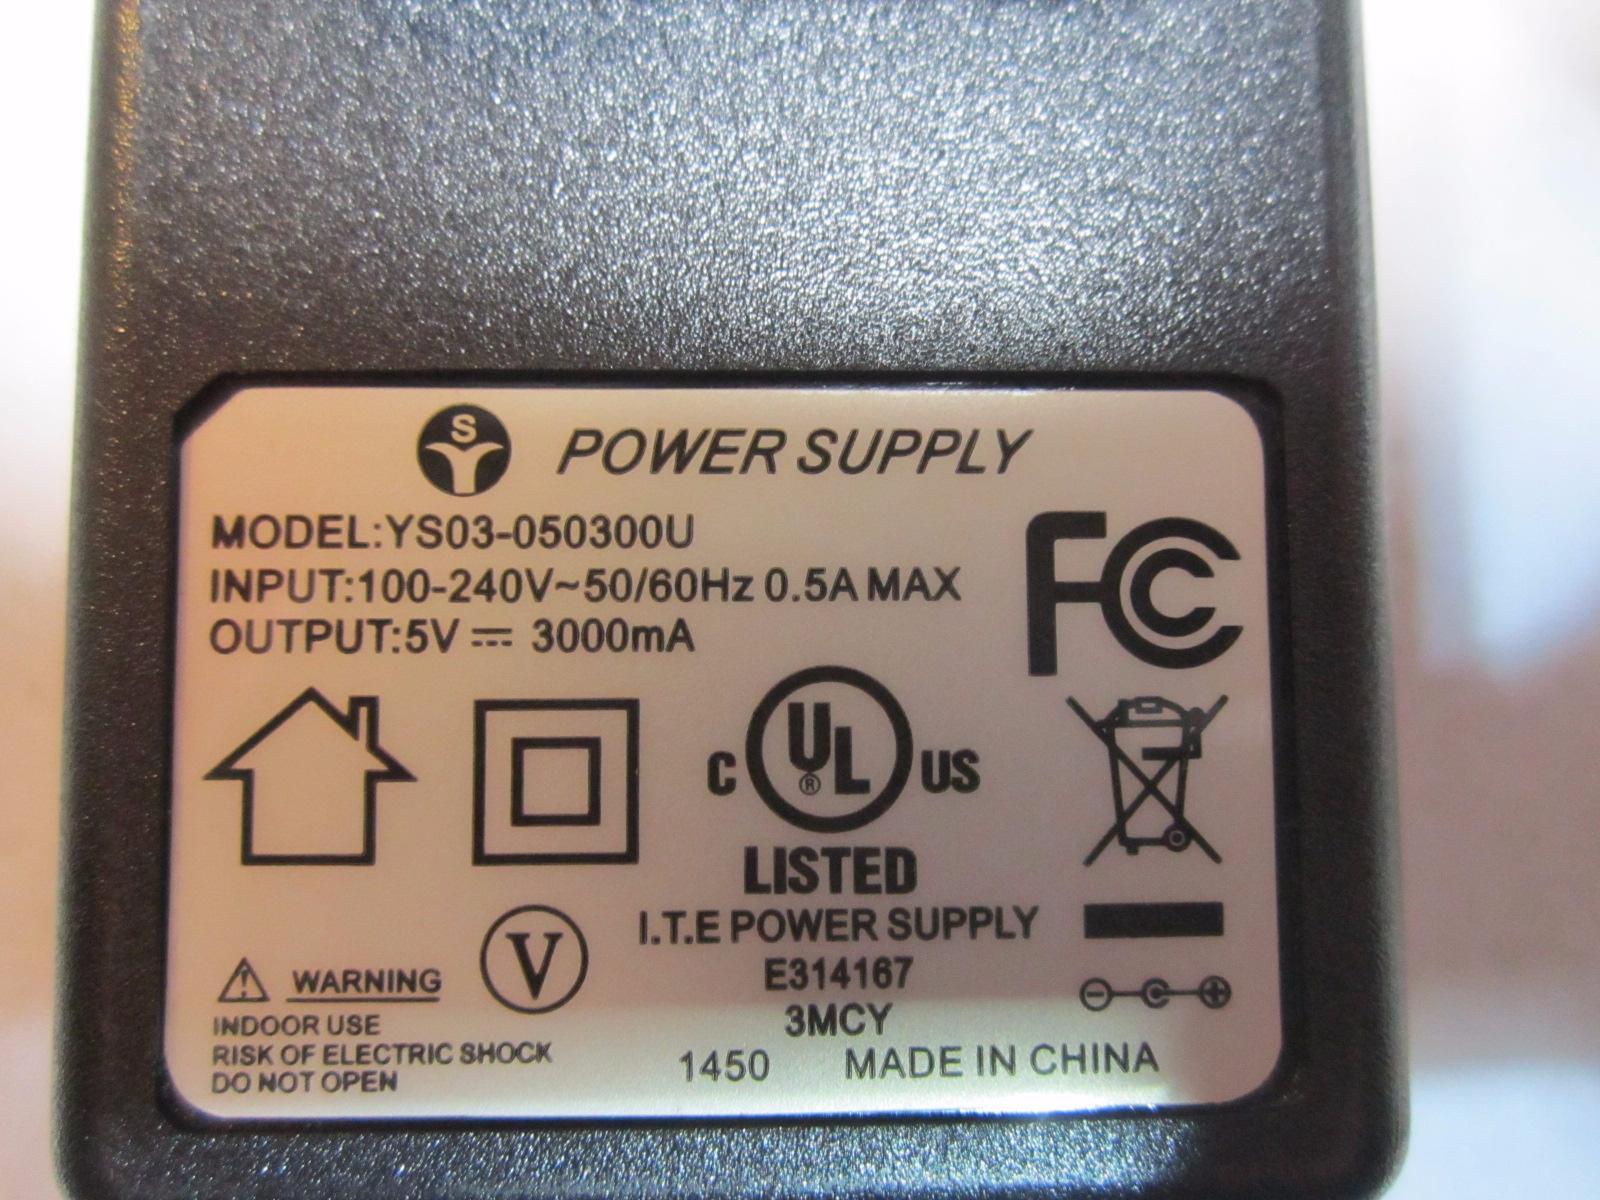 S
POWER SUPPLY
MODEL:YS03-050300U
INPUT:100-240V~50/60Hz 0.5A MAX
OUTPUT:5V ⎓ 3000mA
FC
C UL® US
LISTED
I.T.E POWER SUPPLY
E314167
3MCY
V
⚠ WARNING
INDOOR USE
RISK OF ELECTRIC SHOCK
DO NOT OPEN
1450 MADE IN CHINA